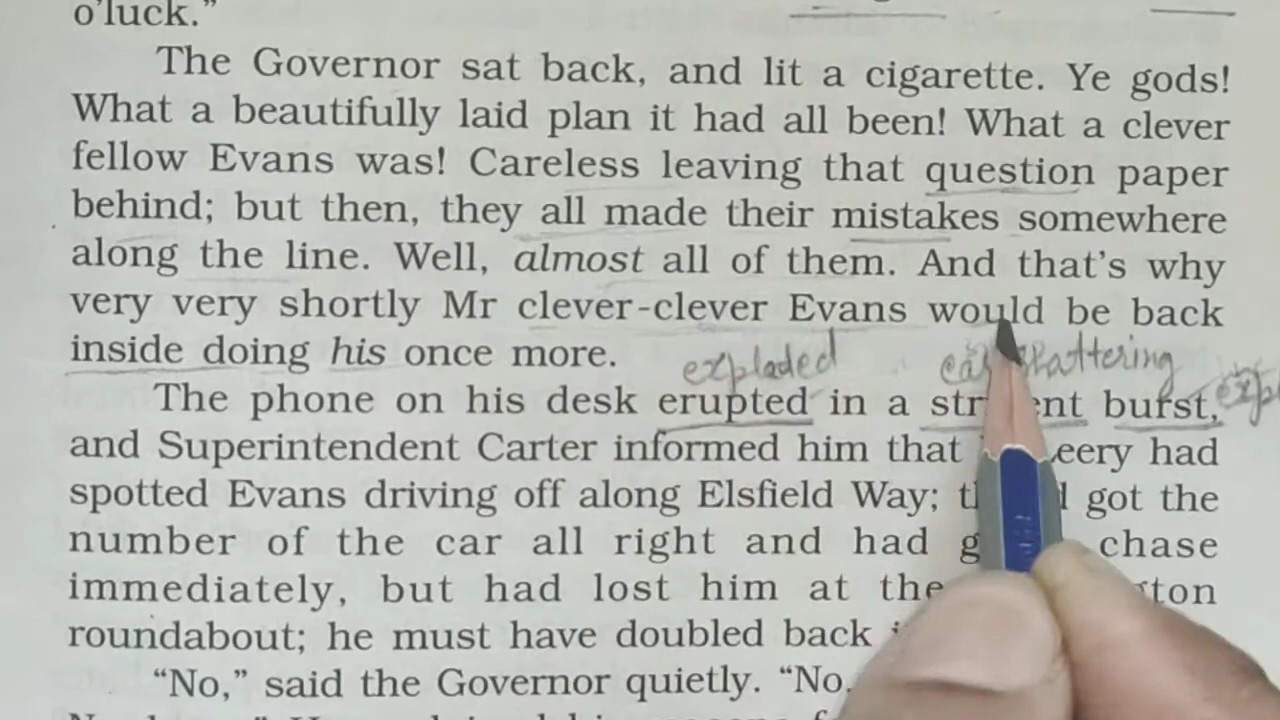 o'luck."
The Governor sat back, and lit a cigarette. Ye gods!
What a beautifully laid plan it had all been! What a clever
fellow Evans was! Careless leaving that question paper
behind; but then, they all made their mistakes somewhere
along the line. Well, almost all of them. And that's why
very very shortly Mr clever-clever Evans would be back
inside doing his once more.
exploded shattering
The phone on his desk erupted in a burst,
and Superintendent Carter informed him that had
spotted Evans driving off along Elsfield Way; got the
number of the car all right and had chase
immediately, but had lost him at the
roundabout; he must have doubled back
"No," said the Governor quietly. "No.